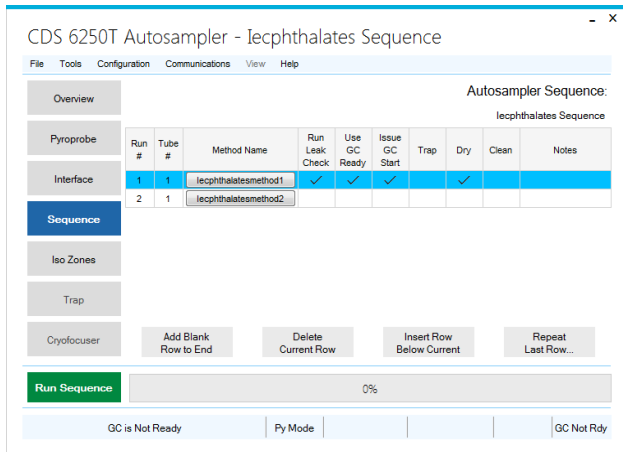 CDS 6250T Autosampler - Iecphthalates Sequence
File Tools Configuration Communications View Help
Overview
Autosampler Sequence:
Iecphthalates Sequence
Pyroprobe
Run # Tube # Method Name Run Leak Check Use GC Ready Issue GC Start Trap Dry Clean Notes
Interface
1 1 Iecphthalatesmethod1
2 1 Iecphthalatesmethod2
Sequence
Iso Zones
Trap
Cryofocuser
Add Blank Row to End
Delete Current Row
Insert Row Below Current
Repeat Last Row...
Run Sequence
0%
GC is Not Ready Py Mode GC Not Rdy